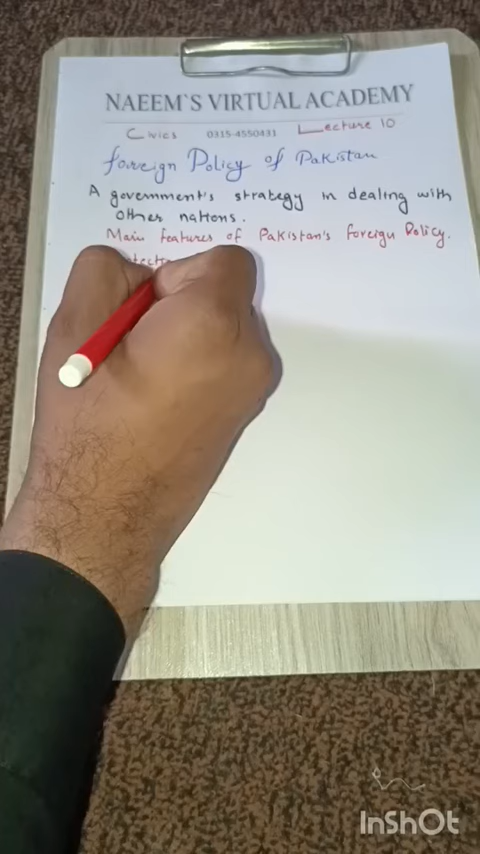 NAEEM`S VIRTUAL ACADEMY
Civics 0315-4550431 Lecture 10
foreign Policy of Pakistan
A government's strategy in dealing with
other nations.
Main features of Pakistan's foreign Policy.
InShOt